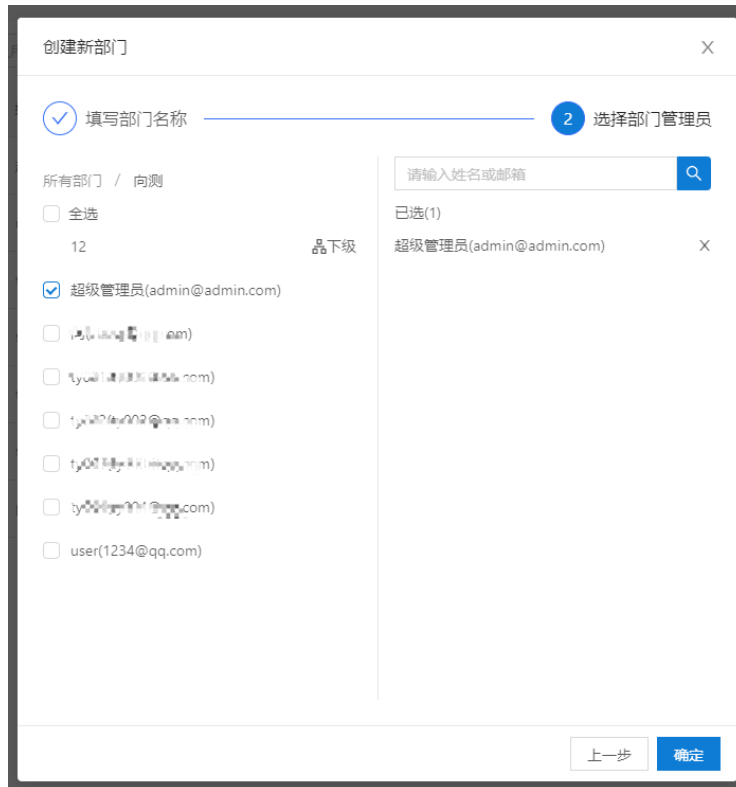 创建新部门
填写部门名称
2 选择部门管理员
所有部门 / 向测
全选
12 品下级
超级管理员(admin@admin.com)
user(1234@qq.com)
请输入姓名或邮箱
已选(1)
超级管理员(admin@admin.com) X
上一步 确定